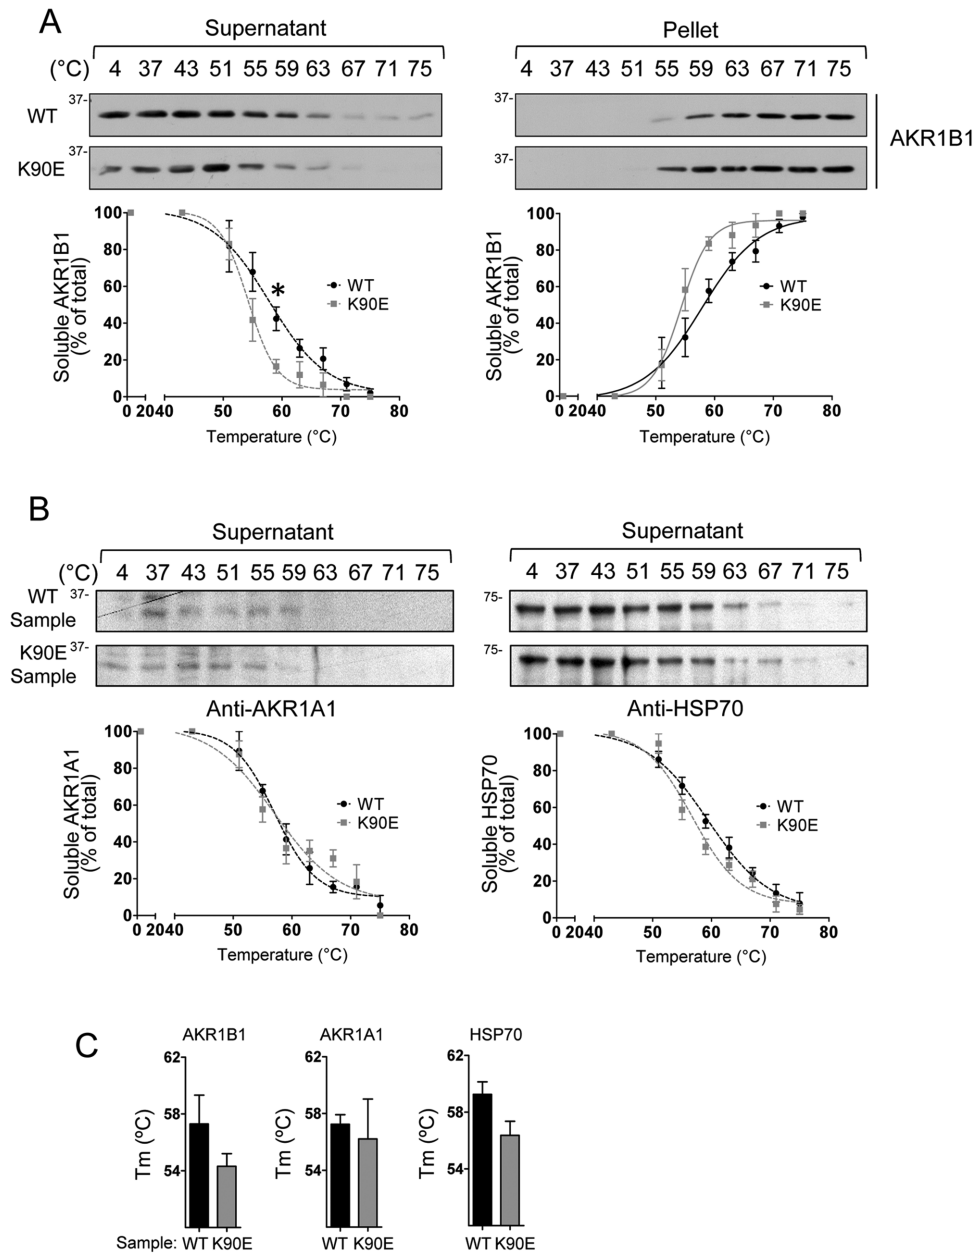 A
Supernatant
Pellet
(°C) 4 37 43 51 55 59 63 67 71 75
4 37 43 51 55 59 63 67 71 75
37-
WT
37-
K90E
37-
37-
AKR1B1
Soluble AKR1B1
(% of total)
100
80
60
40
20
0
*
WT
K90E
0 2040 50 60 70 80
Temperature (°C)
Soluble AKR1B1
(% of total)
100
80
60
40
20
0
WT
K90E
0 2040 50 60 70 80
Temperature (°C)
B
Supernatant
Supernatant
(°C) 4 37 43 51 55 59 63 67 71 75
4 37 43 51 55 59 63 67 71 75
WT 37-
Sample
K90E 37-
Sample
75-
75-
Anti-AKR1A1
Anti-HSP70
Soluble AKR1A1
(% of total)
100
80
60
40
20
0
WT
K90E
0 2040 50 60 70 80
Temperature (°C)
Soluble HSP70
(% of total)
100
80
60
40
20
0
WT
K90E
0 2040 50 60 70 80
Temperature (°C)
C
AKR1B1
Tm (ºC)
62
58
54
AKR1A1
Tm (ºC)
62
58
54
HSP70
Tm (ºC)
62
58
54
Sample: WT K90E
WT K90E
WT K90E